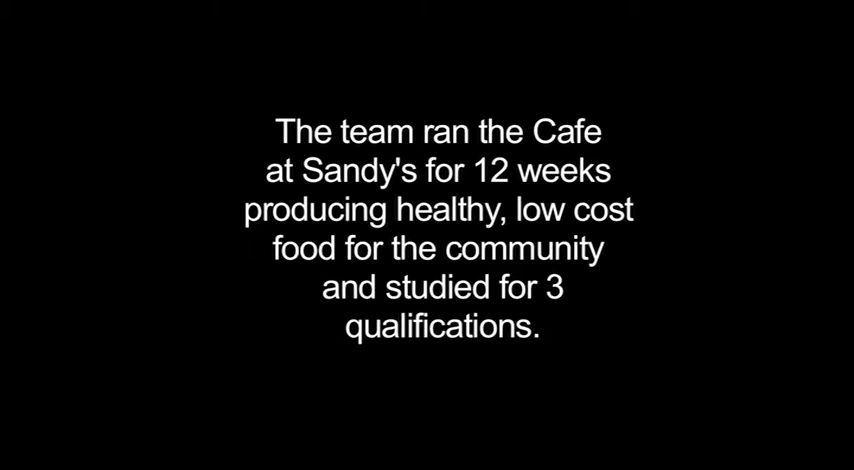 The team ran the Cafe
at Sandy's for 12 weeks
producing healthy, low cost
food for the community
and studied for 3
qualifications.